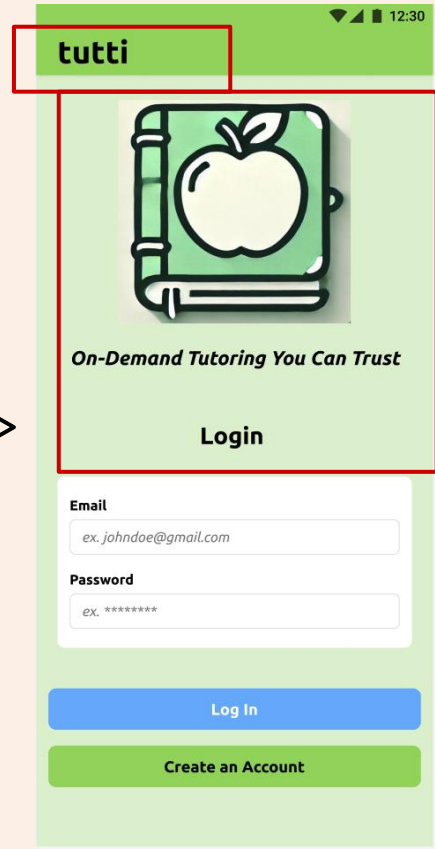 12:30
tutti
On-Demand Tutoring You Can Trust
Login
Email
ex. johndoe@gmail.com
Password
ex. ********
Log In
Create an Account